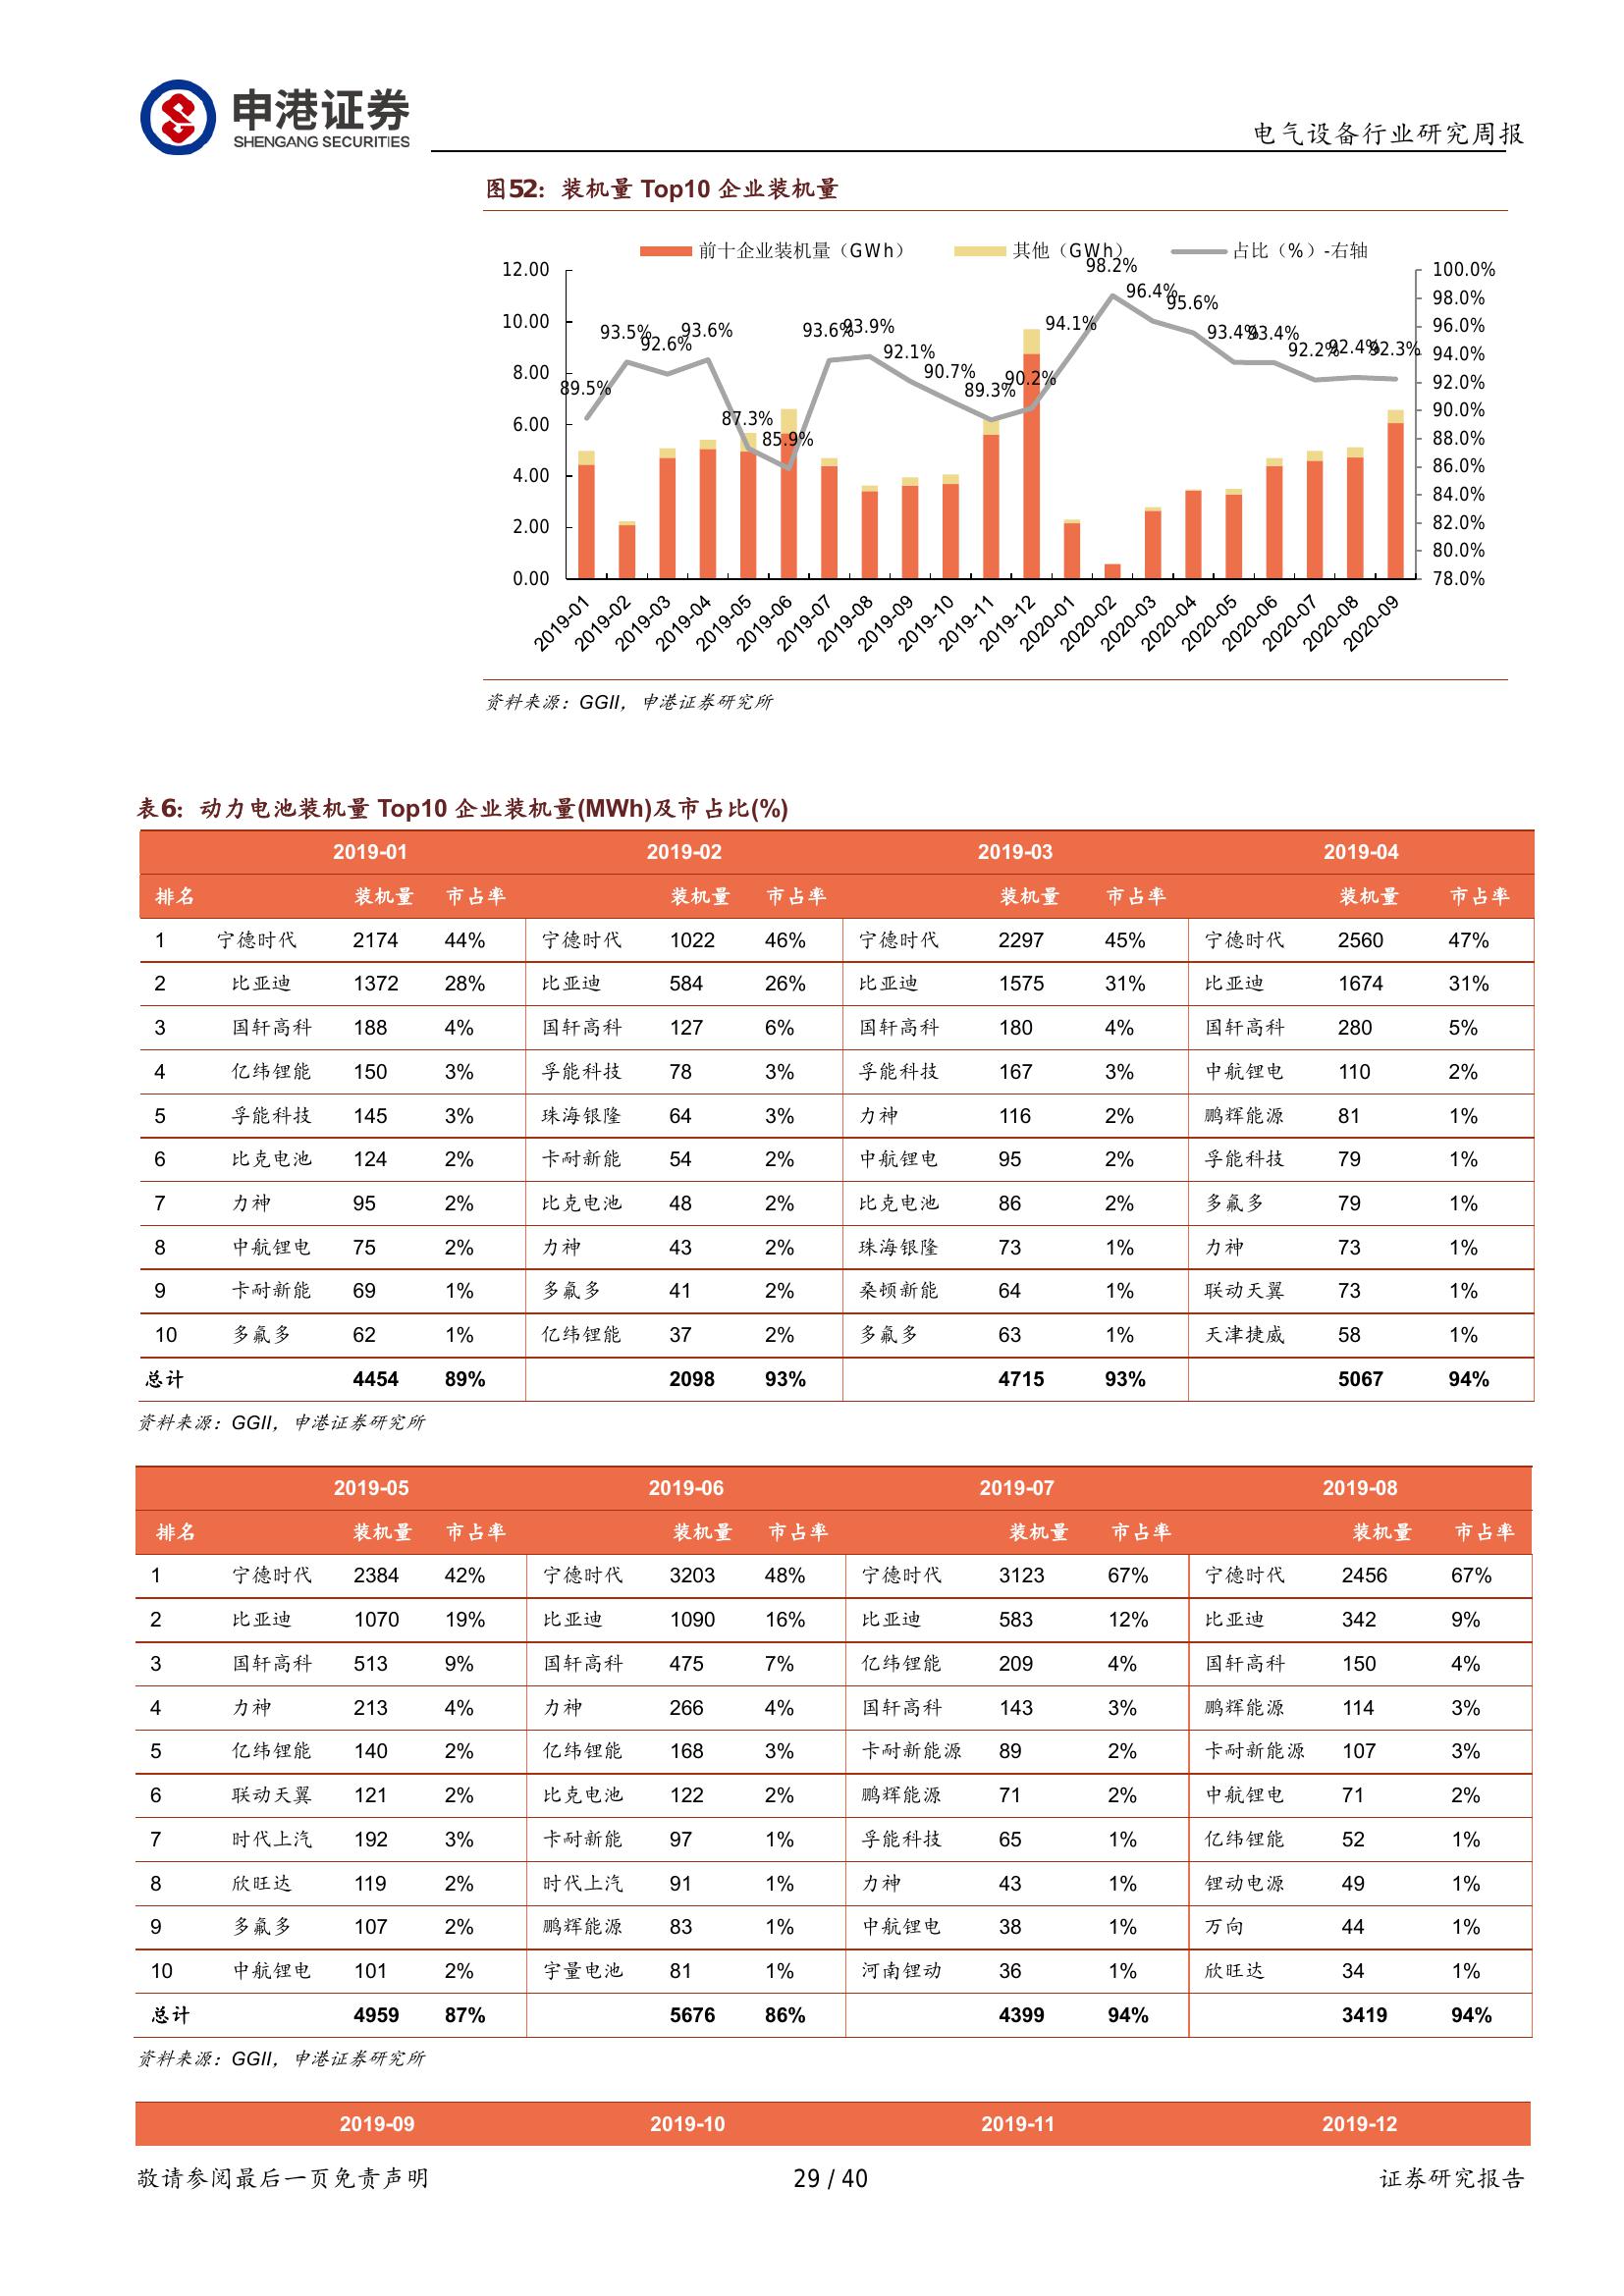 申港证券
SHENGANG SECURITIES
电气设备行业研究周报
图52：装机量 Top10 企业装机量
前十企业装机量（GWh） 其他（GWh） 占比（%）-右轴
12.00
10.00
8.00
6.00
4.00
2.00
0.00
89.5% 93.5% 92.6% 93.6% 87.3% 85.9% 93.6% 93.9% 92.1% 90.7% 89.3% 90.2% 94.1% 98.2% 96.4% 95.6% 93.4% 93.4% 92.2% 92.4% 92.3%
100.0%
98.0%
96.0%
94.0%
92.0%
90.0%
88.0%
86.0%
84.0%
82.0%
80.0%
78.0%
2019-01 2019-02 2019-03 2019-04 2019-05 2019-06 2019-07 2019-08 2019-09 2019-10 2019-11 2019-12 2020-01 2020-02 2020-03 2020-04 2020-05 2020-06 2020-07 2020-08 2020-09
资料来源：GGII，申港证券研究所
表6：动力电池装机量 Top10 企业装机量(MWh)及市占比(%)
2019-01 2019-02 2019-03 2019-04
排名 装机量 市占率 装机量 市占率 装机量 市占率 装机量 市占率
1 宁德时代 2174 44% 宁德时代 1022 46% 宁德时代 2297 45% 宁德时代 2560 47%
2 比亚迪 1372 28% 比亚迪 584 26% 比亚迪 1575 31% 比亚迪 1674 31%
3 国轩高科 188 4% 国轩高科 127 6% 国轩高科 180 4% 国轩高科 280 5%
4 亿纬锂能 150 3% 孚能科技 78 3% 孚能科技 167 3% 中航锂电 110 2%
5 孚能科技 145 3% 珠海银隆 64 3% 力神 116 2% 鹏辉能源 81 1%
6 比克电池 124 2% 卡耐新能 54 2% 中航锂电 95 2% 孚能科技 79 1%
7 力神 95 2% 比克电池 48 2% 比克电池 86 2% 多氟多 79 1%
8 中航锂电 75 2% 力神 43 2% 珠海银隆 73 1% 力神 73 1%
9 卡耐新能 69 1% 多氟多 41 2% 桑顿新能 64 1% 联动天翼 73 1%
10 多氟多 62 1% 亿纬锂能 37 2% 多氟多 63 1% 天津捷威 58 1%
总计 4454 89% 2098 93% 4715 93% 5067 94%
资料来源：GGII，申港证券研究所
2019-05 2019-06 2019-07 2019-08
排名 装机量 市占率 装机量 市占率 装机量 市占率 装机量 市占率
1 宁德时代 2384 42% 宁德时代 3203 48% 宁德时代 3123 67% 宁德时代 2456 67%
2 比亚迪 1070 19% 比亚迪 1090 16% 比亚迪 583 12% 比亚迪 342 9%
3 国轩高科 513 9% 国轩高科 475 7% 亿纬锂能 209 4% 国轩高科 150 4%
4 力神 213 4% 力神 266 4% 国轩高科 143 3% 鹏辉能源 114 3%
5 亿纬锂能 140 2% 亿纬锂能 168 3% 卡耐新能源 89 2% 卡耐新能源 107 3%
6 联动天翼 121 2% 比克电池 122 2% 鹏辉能源 71 2% 中航锂电 71 2%
7 时代上汽 192 3% 卡耐新能 97 1% 孚能科技 65 1% 亿纬锂能 52 1%
8 欣旺达 119 2% 时代上汽 91 1% 力神 43 1% 锂动电源 49 1%
9 多氟多 107 2% 鹏辉能源 83 1% 中航锂电 38 1% 万向 44 1%
10 中航锂电 101 2% 宇量电池 81 1% 河南锂动 36 1% 欣旺达 34 1%
总计 4959 87% 5676 86% 4399 94% 3419 94%
资料来源：GGII，申港证券研究所
2019-09 2019-10 2019-11 2019-12
敬请参阅最后一页免责声明 29 / 40 证券研究报告